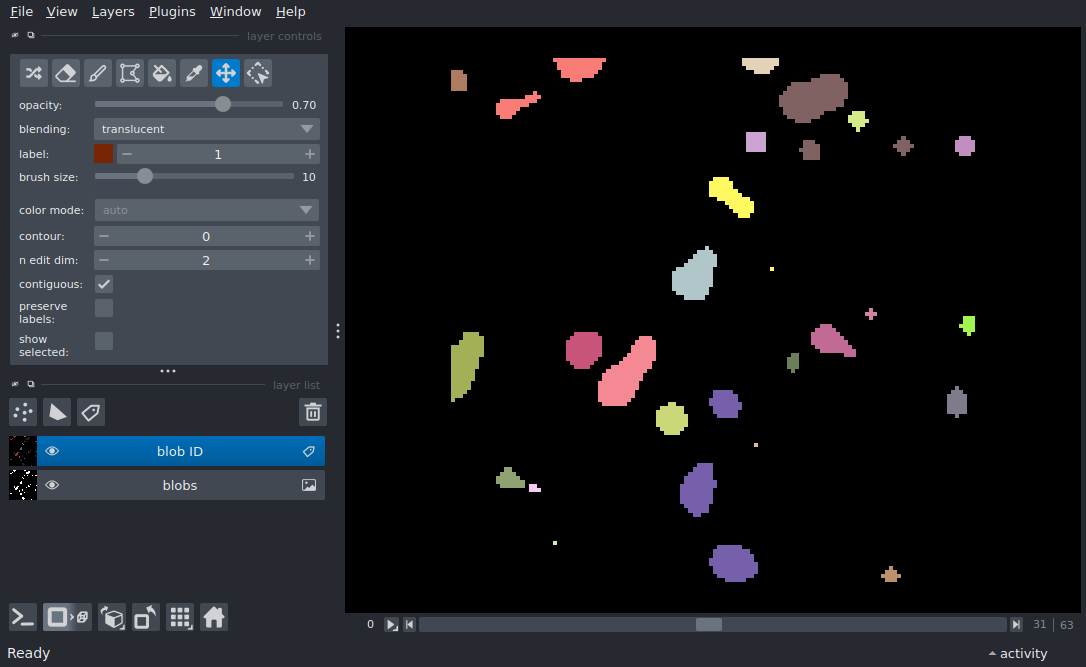 File View Layers Plugins Window Help
layer controls
opacity: 0.70
blending: translucent
label: 1
brush size: 10
color mode: auto
contour: 0
n edit dim: 2
contiguous:
preserve
labels:
show
selected:
layer list
blob ID
blobs
0 31 63
Ready activity